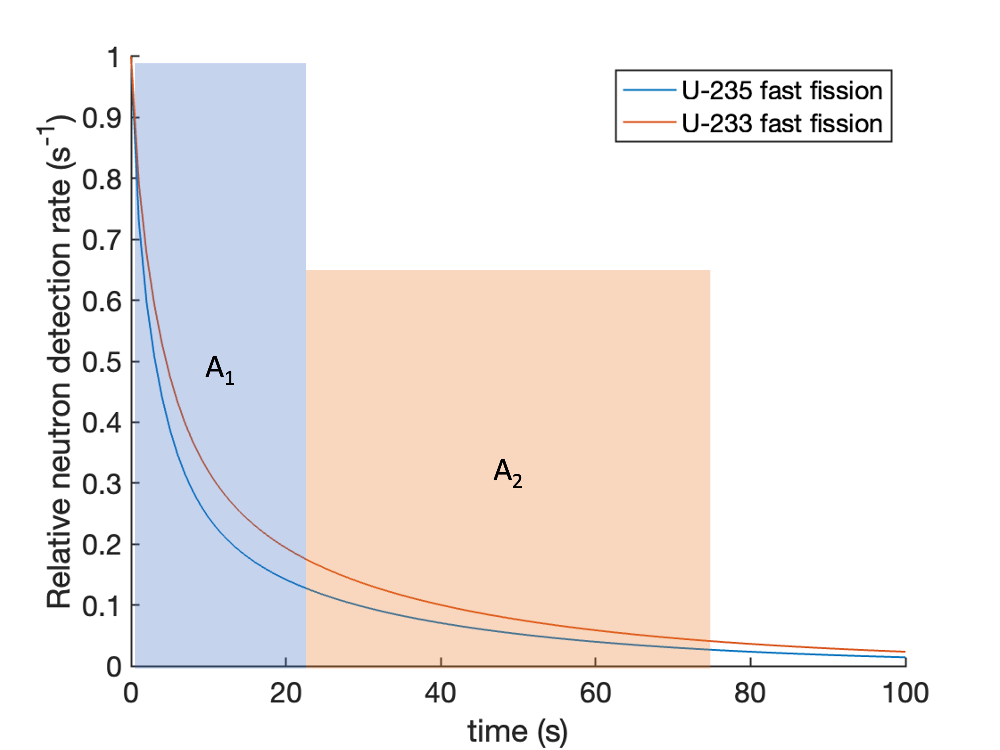 Relative neutron detection rate (s⁻¹)
1
0.9
0.8
0.7
0.6
0.5
0.4
0.3
0.2
0.1
0
U-235 fast fission
U-233 fast fission
A₁
A₂
0 20 40 60 80 100
time (s)